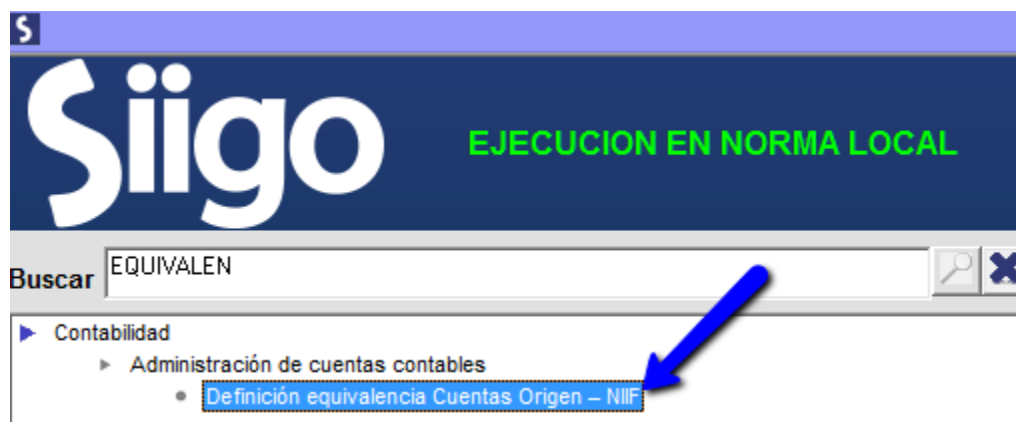 S
Siigo
EJECUCION EN NORMA LOCAL
Buscar EQUIVALEN
Contabilidad
Administración de cuentas contables
Definición equivalencia Cuentas Origen – NIIF